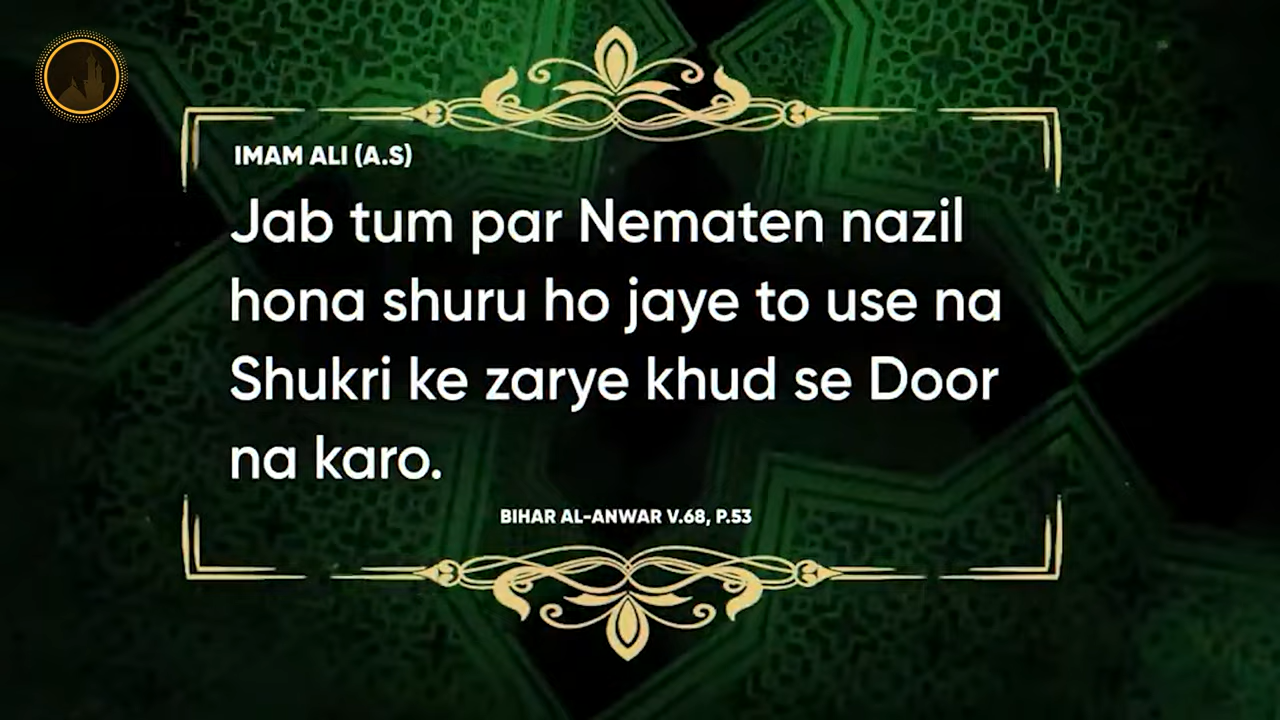 IMAM ALI (A.S)
Jab tum par Nematen nazil
hona shuru ho jaye to use na
Shukri ke zarye khud se Door
na karo.
BIHAR AL-ANWAR V.68, P.53